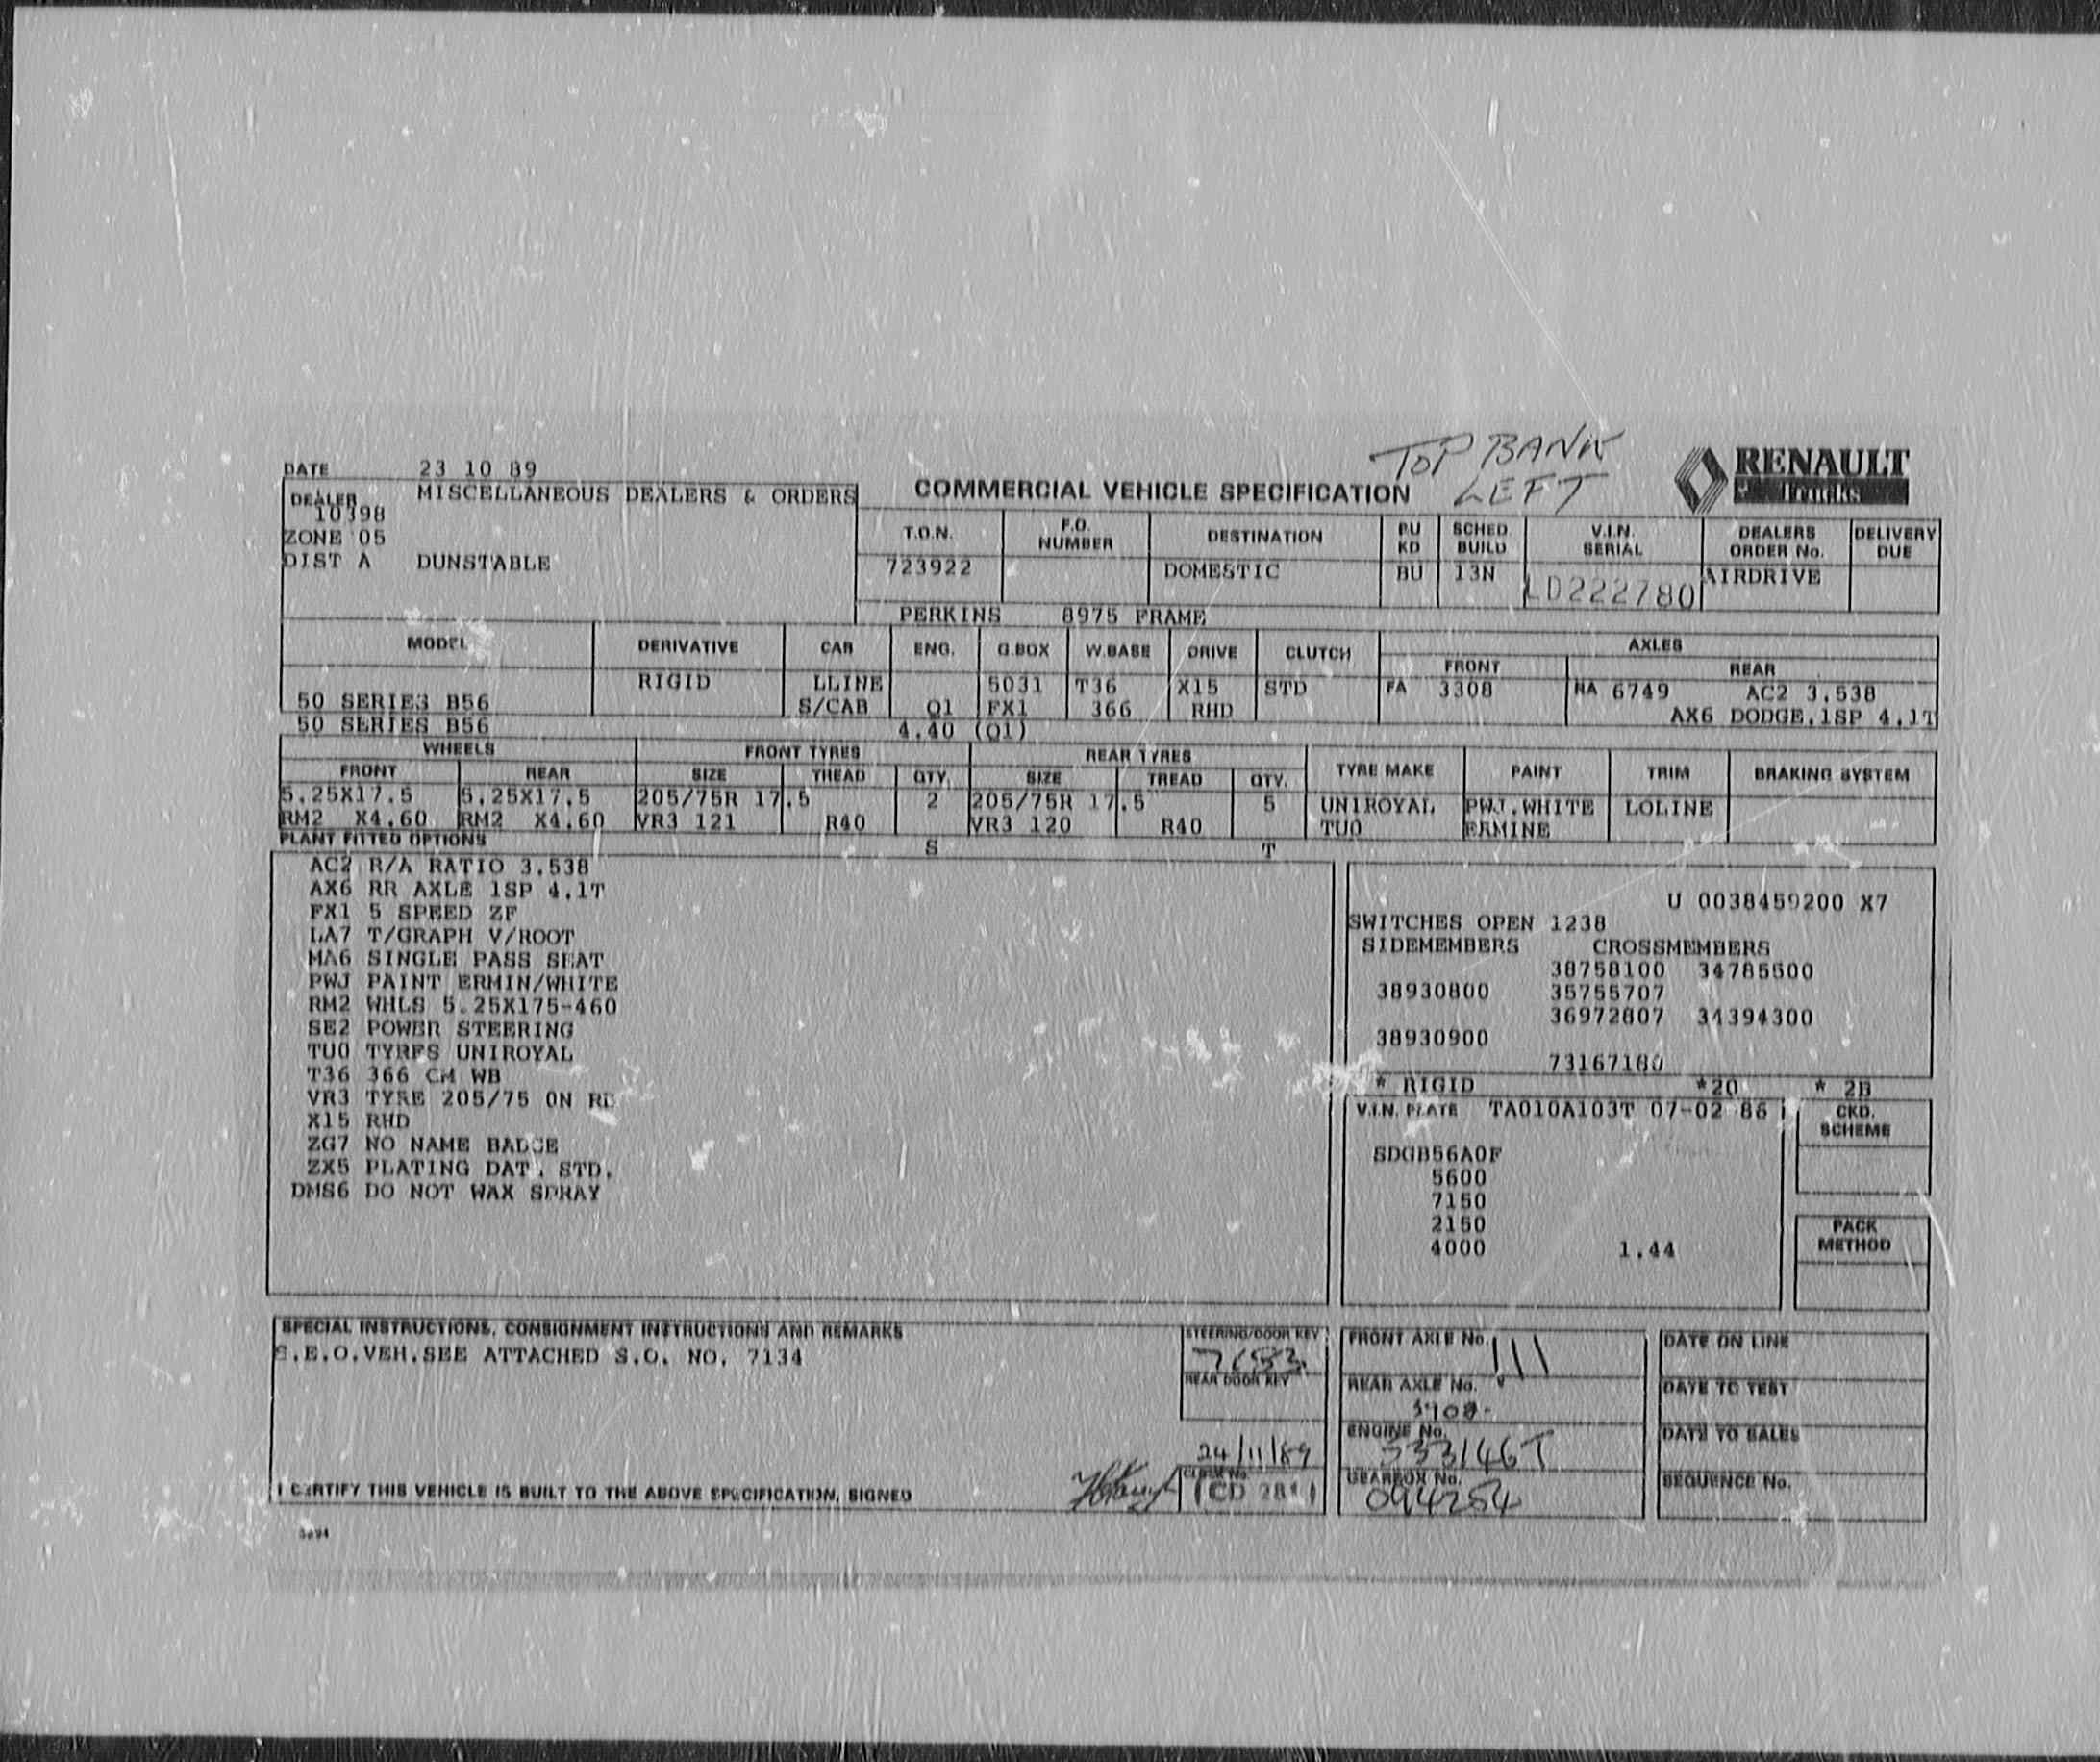 TOP BANK
LEFT
RENAULT
DATE 23 10 89
DEALER MISCELLANEOUS DEALERS & ORDERS
10398
ZONE 05
DIST A DUNSTABLE
COMMERCIAL VEHICLE SPECIFICATION
T.O.N. F.O. NUMBER DESTINATION BU KD SCHED BUILD V.I.N. SERIAL DEALERS ORDER No. DELIVERY DUE
723922 DOMESTIC BU 13N LD222780 AIRDRIVE
PERKINS 8975 FRAME
MODEL DERIVATIVE CAB ENG. G.BOX W.BASE DRIVE CLUTCH AXLES
FRONT REAR
RIGID LLINE 5031 T36 X15 STD FA 3308 RA 6749 AC2 3.538
50 SERIES B56 S/CAB Q1 FX1 366 RHD AX6 DODGE.1SP 4.1T
50 SERIES B56 4.40 (Q1)
WHEELS FRONT TYRES REAR TYRES TYRE MAKE PAINT TRIM BRAKING SYSTEM
FRONT REAR SIZE TREAD QTY. SIZE TREAD QTY.
5.25X17.5 5.25X17.5 205/75R 17.5 2 205/75R 17.5 5 UNIROYAL PWJ.WHITE LOLINE
RM2 X4.60 RM2 X4.60 VR3 121 R40 VR3 120 R40 TU0 ERMINE
PLANT FITTED OPTIONS S T
AC2 R/A RATIO 3.538
AX6 RR AXLE 1SP 4.1T
FX1 5 SPEED ZF
LA7 T/GRAPH V/ROOT
MA6 SINGLE PASS SEAT
PWJ PAINT ERMIN/WHITE
RM2 WHLS 5.25X175-460
SE2 POWER STEERING
TU0 TYRES UNIROYAL
T36 366 CM WB
VR3 TYRE 205/75 ON RD
X15 RHD
ZG7 NO NAME BADGE
ZX5 PLATING DAT. STD.
DMS6 DO NOT WAX SPRAY
U 0038459200 X7
SWITCHES OPEN 1238
SIDEMEMBERS CROSSMEMBERS
38758100 34785500
38930800 35755707
36972807 34394300
38930900
73167180
* RIGID *20 * 2B
V.I.N. PLATE TA010A103T 07-02 86
CKD. SCHEME
SDGB56A0F
5600
7150
2150
4000 1.44
PACK METHOD
SPECIAL INSTRUCTIONS, CONSIGNMENT INSTRUCTIONS AND REMARKS
S.E.O.VEH.SEE ATTACHED S.O. NO. 7134
STEERING/DOOR KEY
REAR DOOR KEY
24/11/89
I CERTIFY THIS VEHICLE IS BUILT TO THE ABOVE SPECIFICATION, SIGNED
FRONT AXLE No. 111
REAR AXLE No.
3908
ENGINE No.
GEARBOX No.
094254
DATE ON LINE
DATE TO TEST
DATE TO SALES
SEQUENCE No.